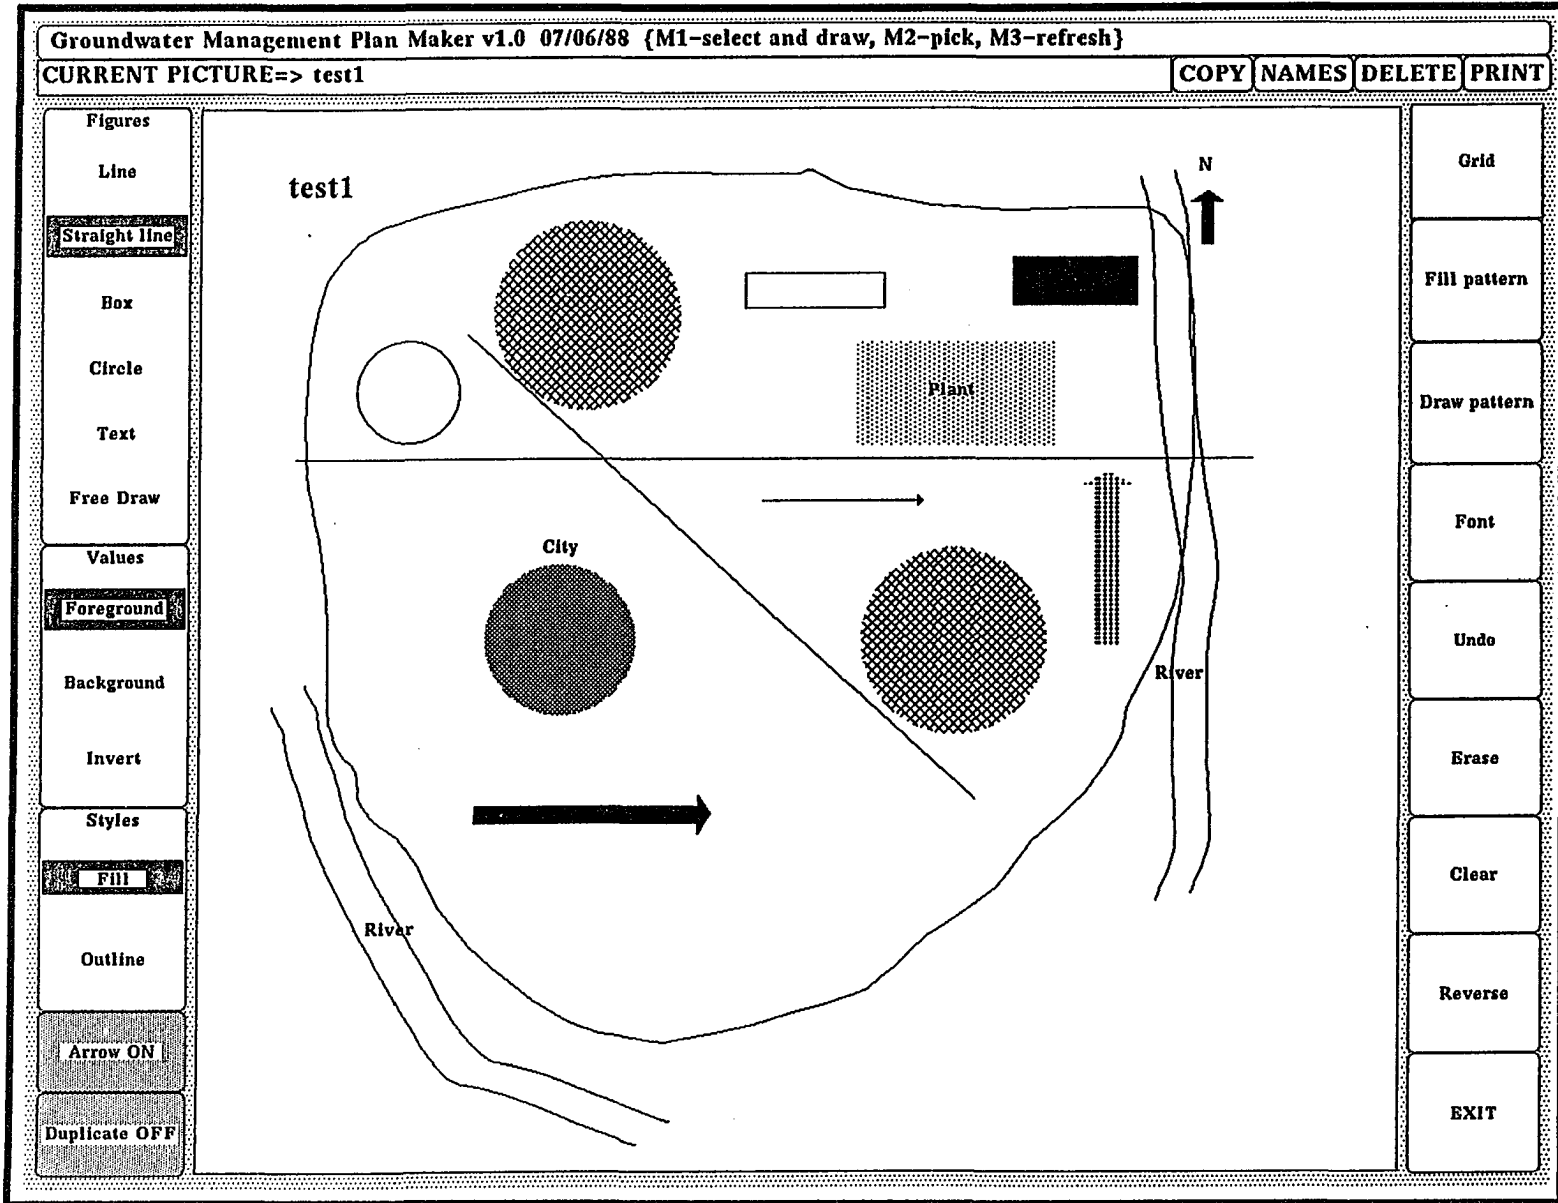 Groundwater Management Plan Maker v1.0 07/06/88 {M1-select and draw, M2-pick, M3-refresh}
CURRENT PICTURE=> test1
COPY
NAMES
DELETE
PRINT
Figures
Line
Straight line
Box
Circle
Text
Free Draw
Values
Foreground
Background
Invert
Styles
Fill
Outline
Arrow ON
Duplicate OFF
test1
N
Plant
City
River
River
Grid
Fill pattern
Draw pattern
Font
Undo
Erase
Clear
Reverse
EXIT